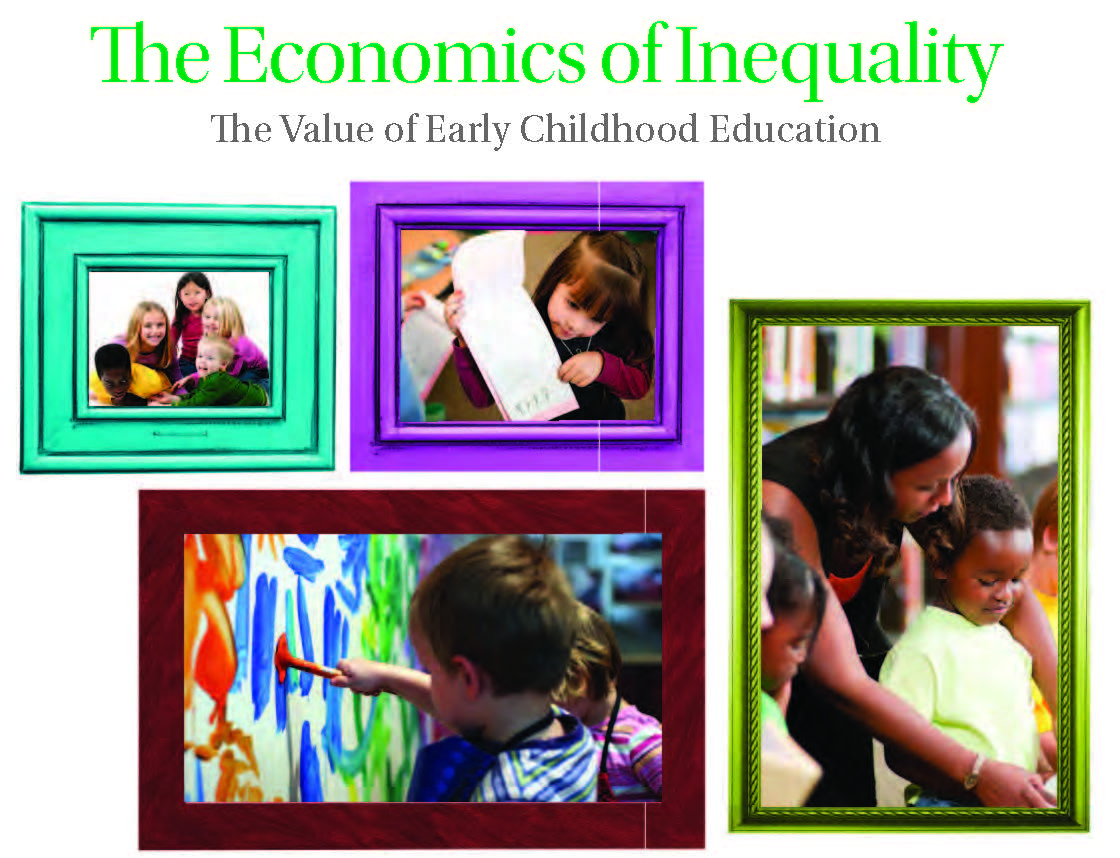 The Economics of Inequality
The Value of Early Childhood Education